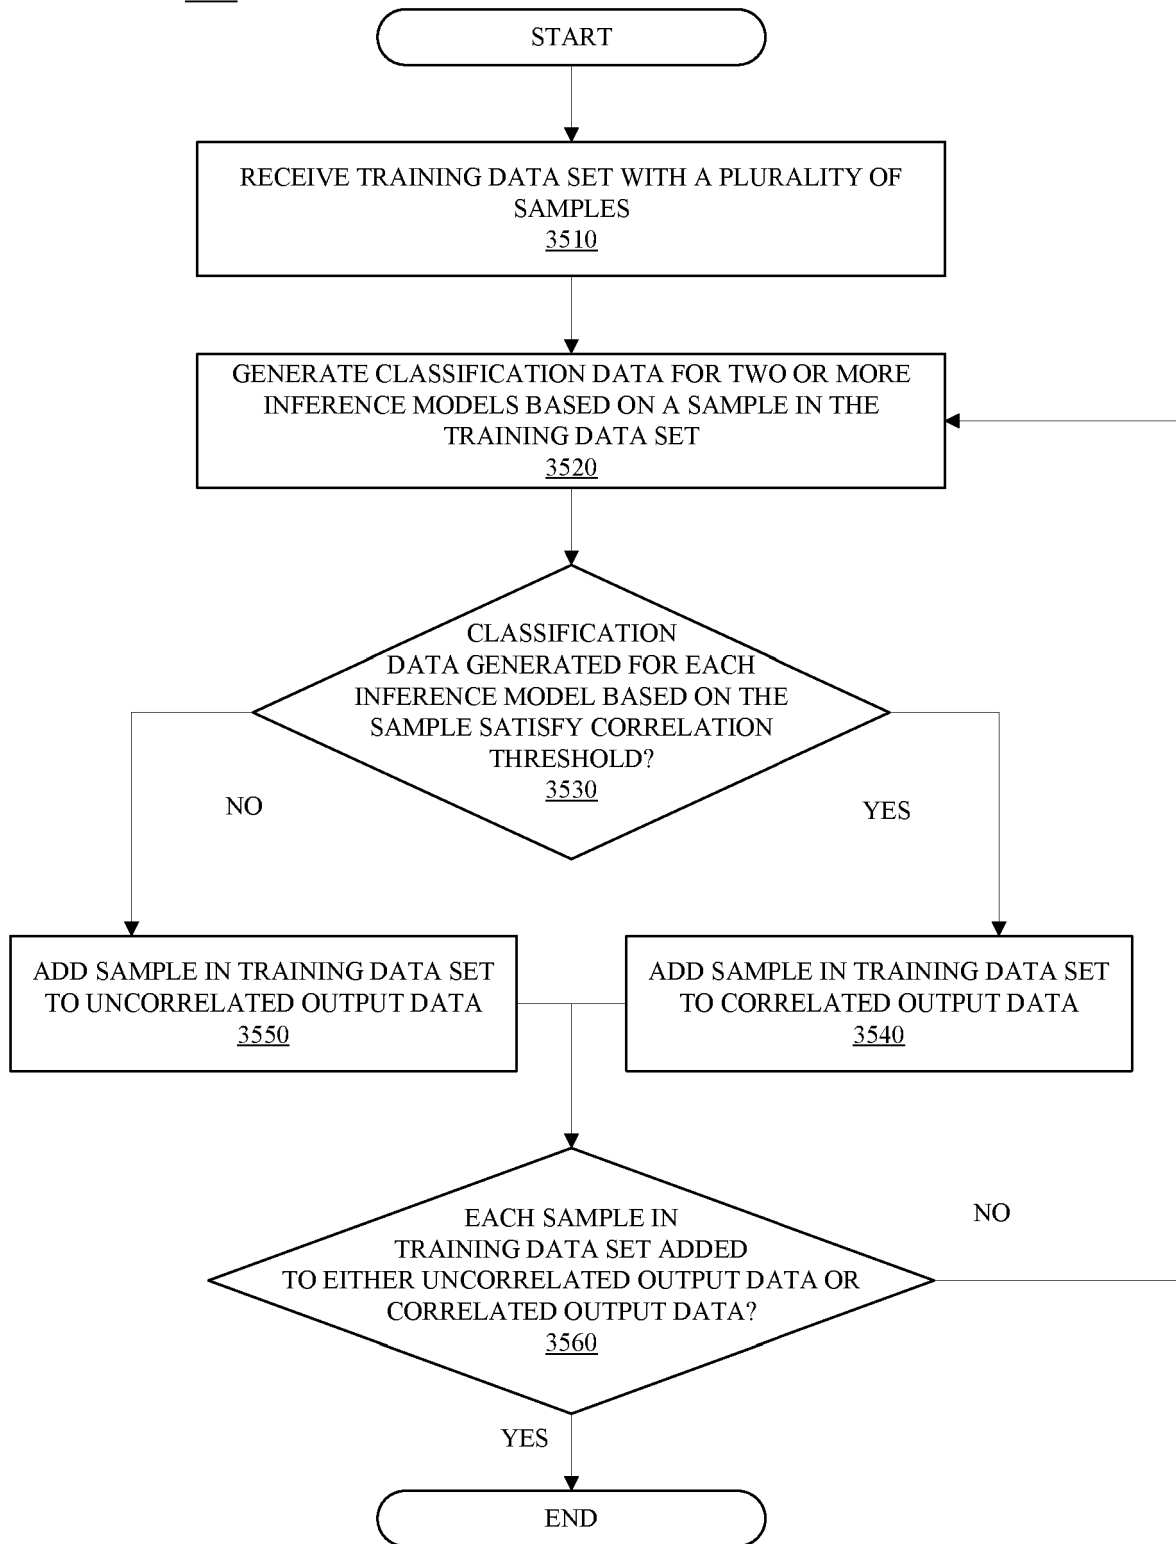 START
RECEIVE TRAINING DATA SET WITH A PLURALITY OF
SAMPLES
3510
GENERATE CLASSIFICATION DATA FOR TWO OR MORE
INFERENCE MODELS BASED ON A SAMPLE IN THE
TRAINING DATA SET
3520
CLASSIFICATION
DATA GENERATED FOR EACH
INFERENCE MODEL BASED ON THE
SAMPLE SATISFY CORRELATION
THRESHOLD?
3530
NO
YES
ADD SAMPLE IN TRAINING DATA SET
TO UNCORRELATED OUTPUT DATA
3550
ADD SAMPLE IN TRAINING DATA SET
TO CORRELATED OUTPUT DATA
3540
EACH SAMPLE IN
TRAINING DATA SET ADDED
TO EITHER UNCORRELATED OUTPUT DATA OR
CORRELATED OUTPUT DATA?
3560
NO
YES
END